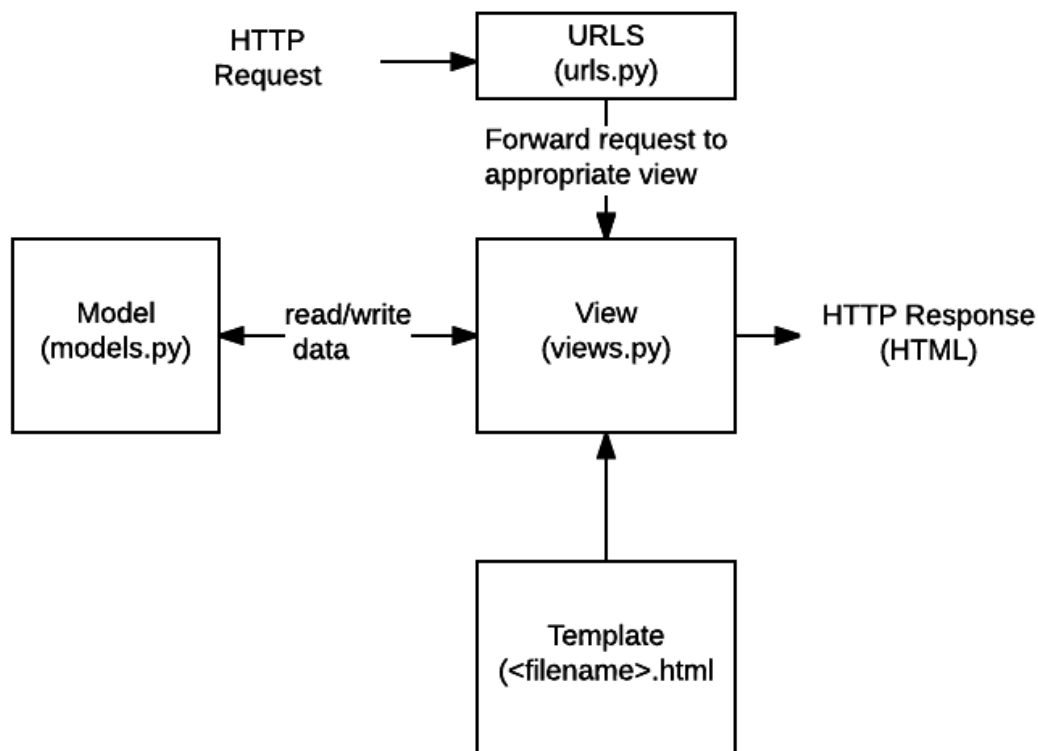 HTTP
Request
URLS
(urls.py)
Forward request to
appropriate view
Model
(models.py)
read/write
data
View
(views.py)
HTTP Response
(HTML)
Template
(<filename>.html